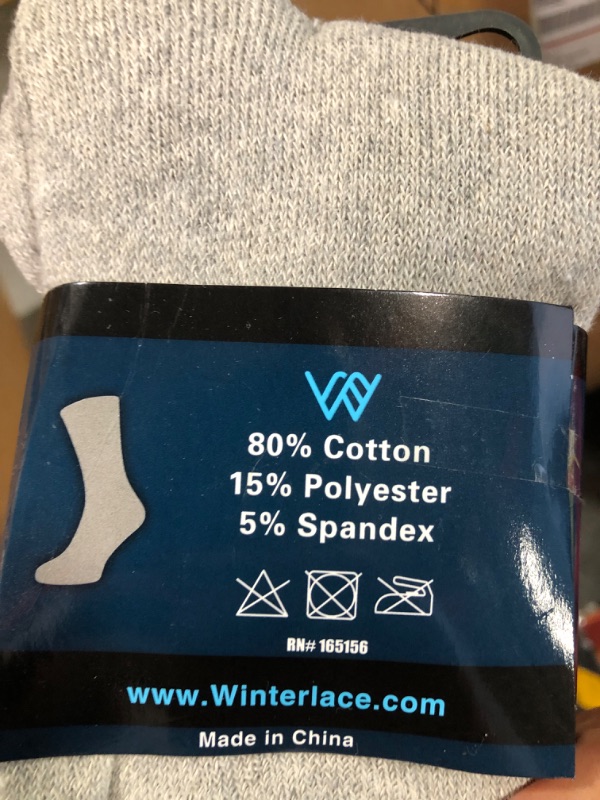 80% Cotton
15% Polyester
5% Spandex
RN# 165156
www.Winterlace.com
Made in China